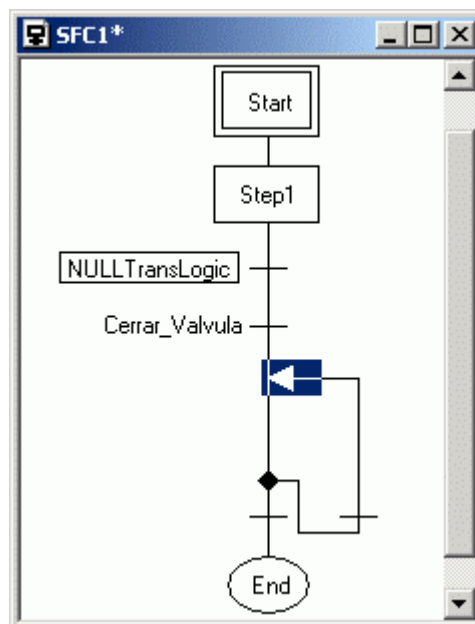 SFC1*
Start
Step1
NULLTransLogic
Cerrar_Valvula
End